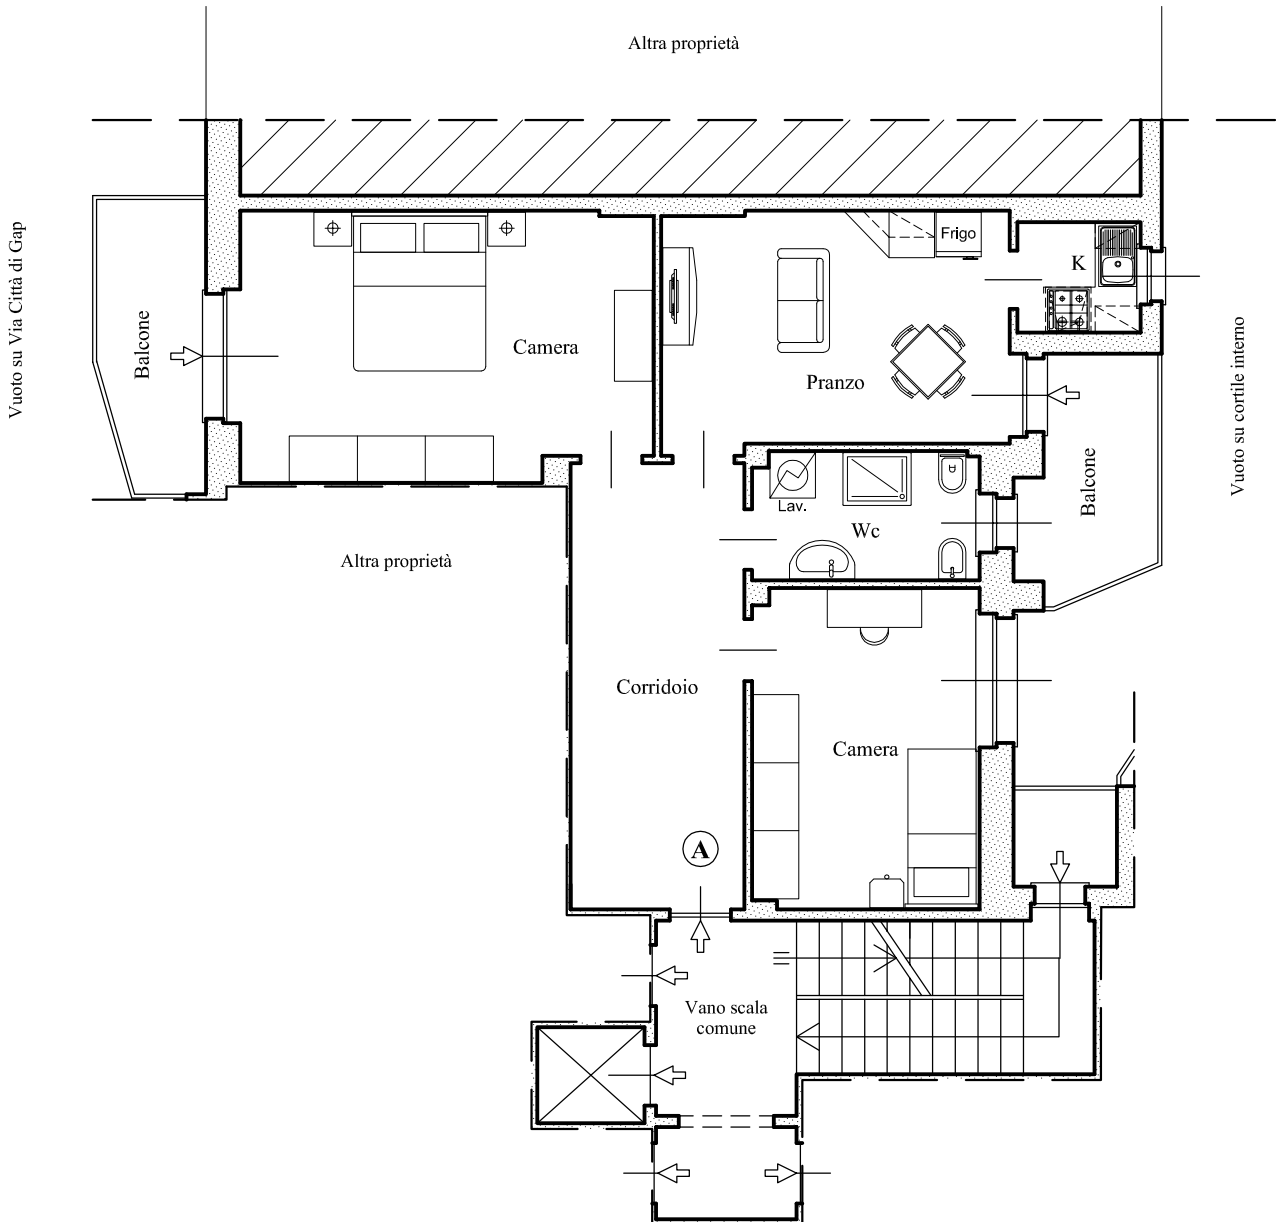 Altra proprietà
Vuoto su Via Città di Gap
Balcone
Camera
Frigo
K
Pranzo
Vuoto su cortile interno
Balcone
Lav.
Wc
Altra proprietà
Corridoio
Camera
A
Vano scala
comune